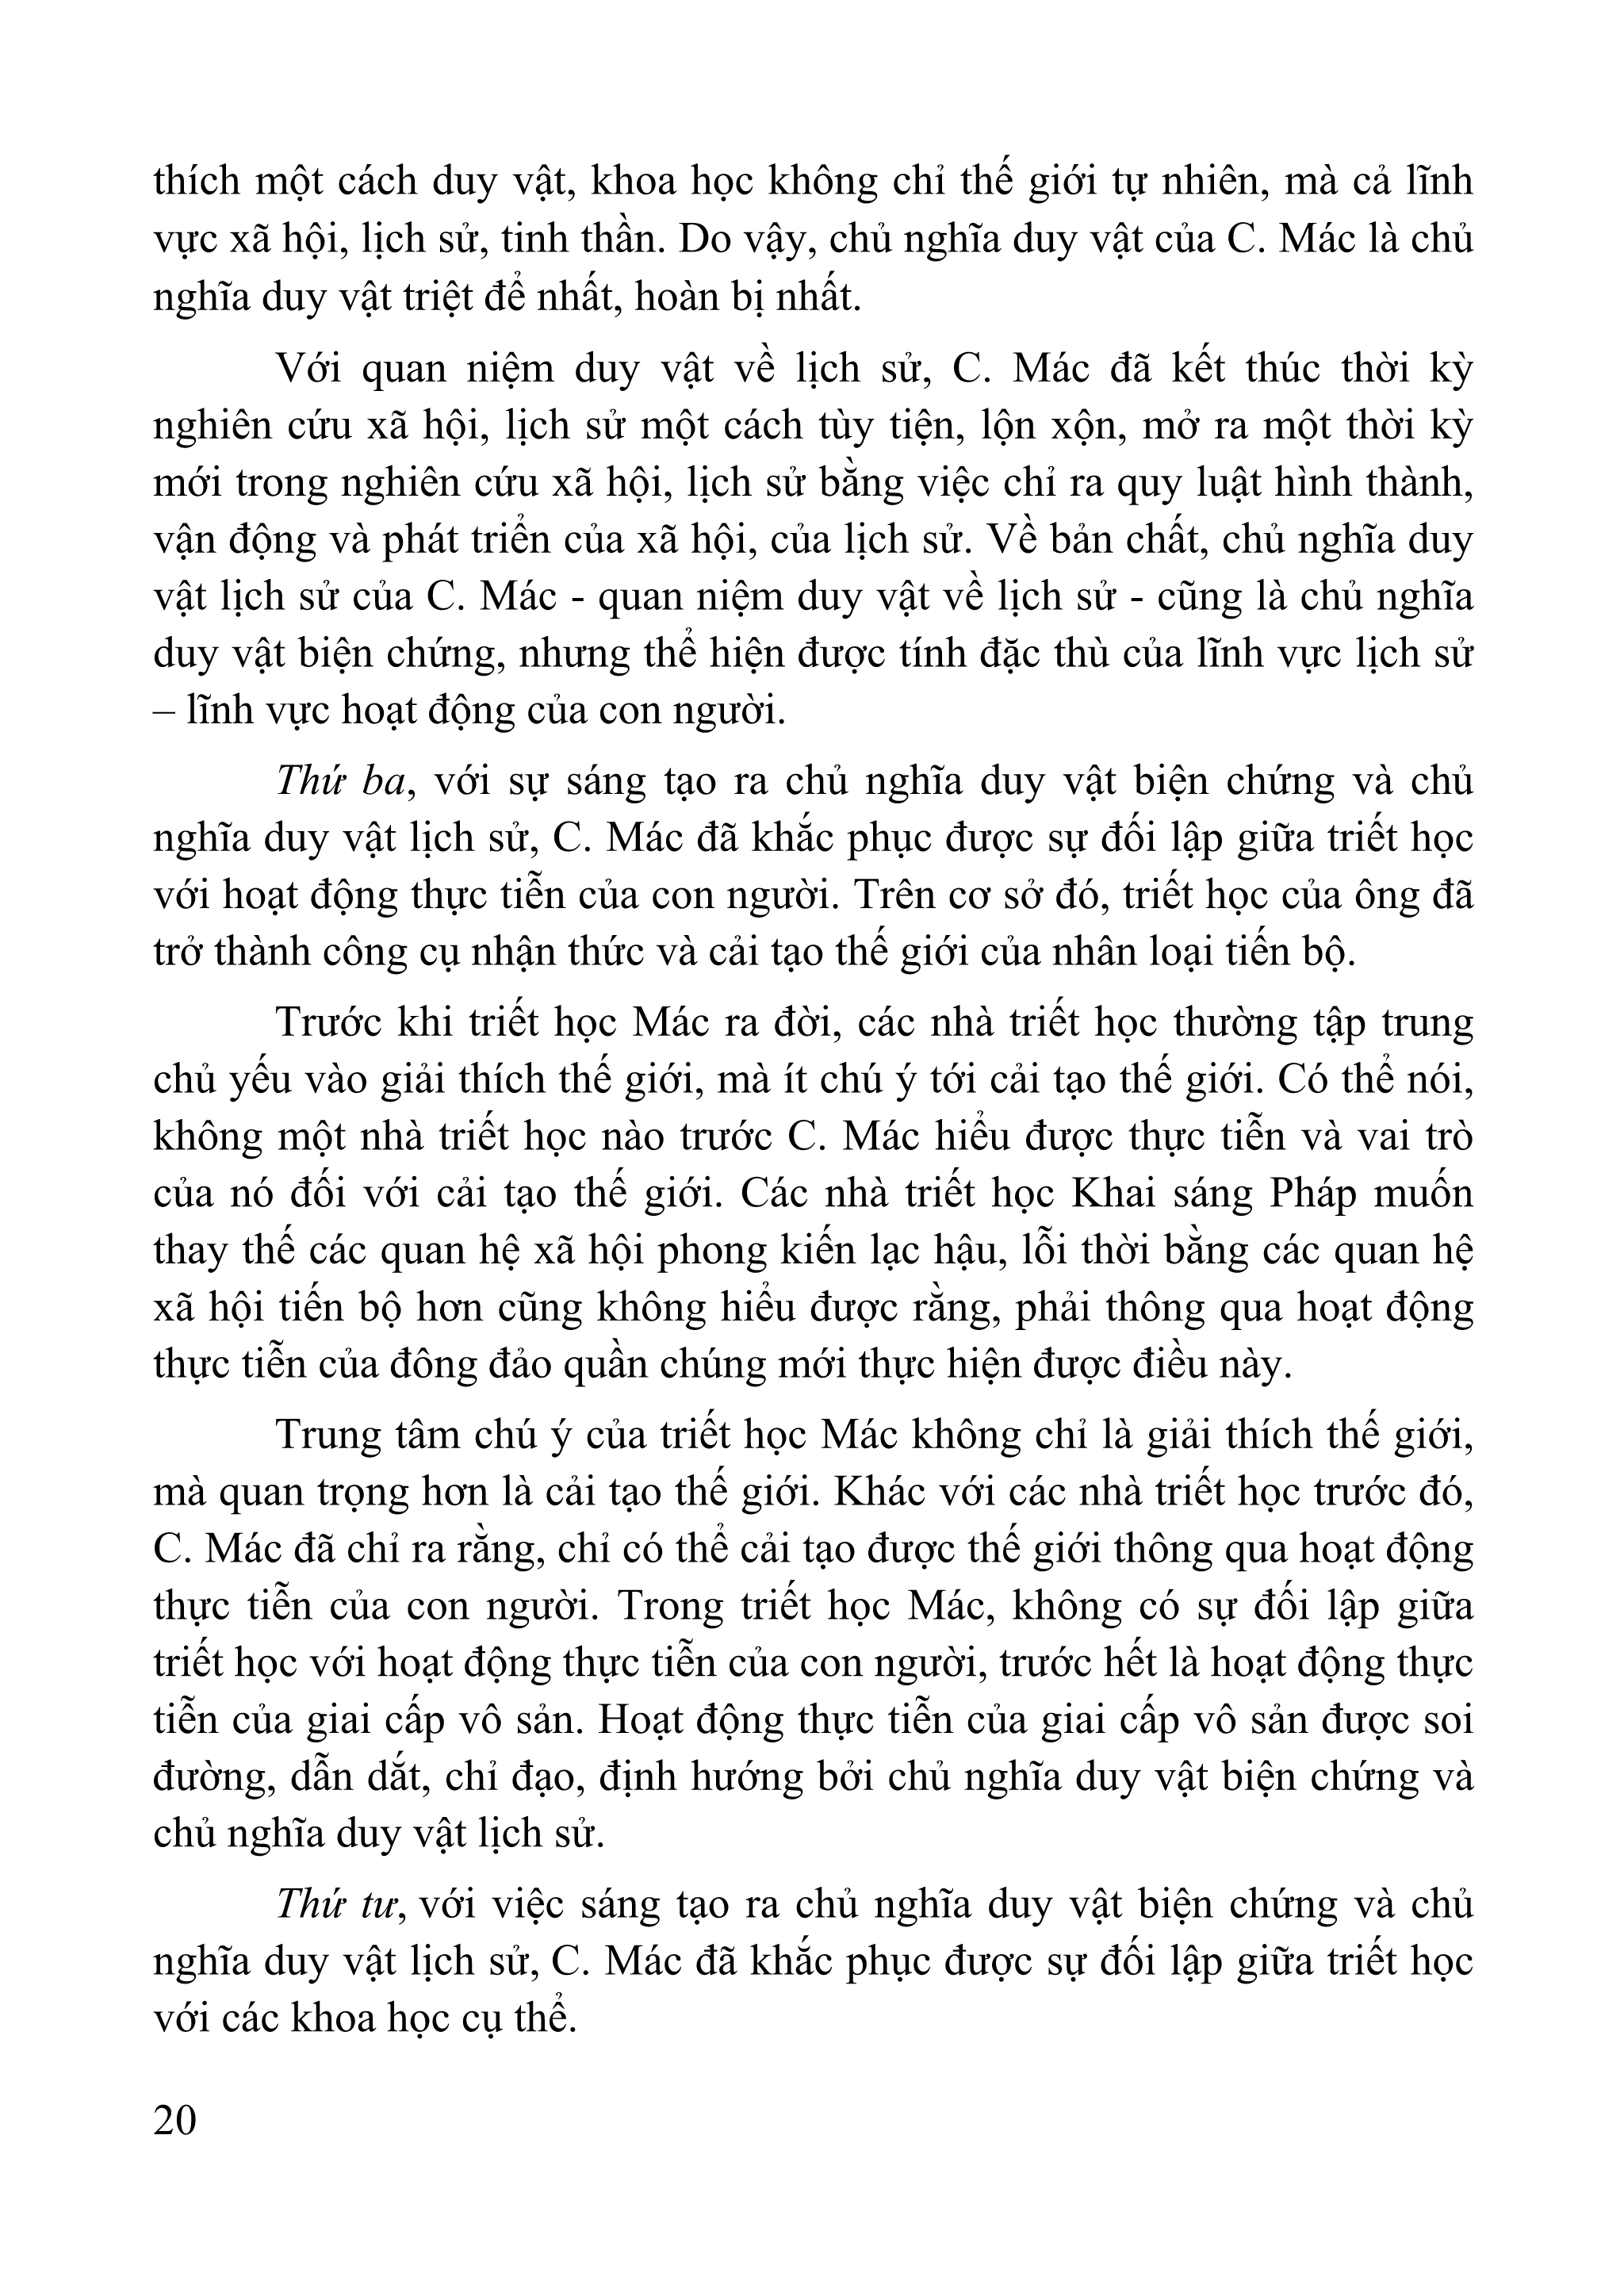 thích một cách duy vật, khoa học không chỉ thế giới tự nhiên, mà cả lĩnh
vực xã hội, lịch sử, tinh thần. Do vậy, chủ nghĩa duy vật của C. Mác là chủ
nghĩa duy vật triệt để nhất, hoàn bị nhất.
Với quan niệm duy vật về lịch sử, C. Mác đã kết thúc thời kỳ
nghiên cứu xã hội, lịch sử một cách tùy tiện, lộn xộn, mở ra một thời kỳ
mới trong nghiên cứu xã hội, lịch sử bằng việc chỉ ra quy luật hình thành,
vận động và phát triển của xã hội, của lịch sử. Về bản chất, chủ nghĩa duy
vật lịch sử của C. Mác - quan niệm duy vật về lịch sử - cũng là chủ nghĩa
duy vật biện chứng, nhưng thể hiện được tính đặc thù của lĩnh vực lịch sử
– lĩnh vực hoạt động của con người.
Thứ ba, với sự sáng tạo ra chủ nghĩa duy vật biện chứng và chủ
nghĩa duy vật lịch sử, C. Mác đã khắc phục được sự đối lập giữa triết học
với hoạt động thực tiễn của con người. Trên cơ sở đó, triết học của ông đã
trở thành công cụ nhận thức và cải tạo thế giới của nhân loại tiến bộ.
Trước khi triết học Mác ra đời, các nhà triết học thường tập trung
chủ yếu vào giải thích thế giới, mà ít chú ý tới cải tạo thế giới. Có thể nói,
không một nhà triết học nào trước C. Mác hiểu được thực tiễn và vai trò
của nó đối với cải tạo thế giới. Các nhà triết học Khai sáng Pháp muốn
thay thế các quan hệ xã hội phong kiến lạc hậu, lỗi thời bằng các quan hệ
xã hội tiến bộ hơn cũng không hiểu được rằng, phải thông qua hoạt động
thực tiễn của đông đảo quần chúng mới thực hiện được điều này.
Trung tâm chú ý của triết học Mác không chỉ là giải thích thế giới,
mà quan trọng hơn là cải tạo thế giới. Khác với các nhà triết học trước đó,
C. Mác đã chỉ ra rằng, chỉ có thể cải tạo được thế giới thông qua hoạt động
thực tiễn của con người. Trong triết học Mác, không có sự đối lập giữa
triết học với hoạt động thực tiễn của con người, trước hết là hoạt động thực
tiễn của giai cấp vô sản. Hoạt động thực tiễn của giai cấp vô sản được soi
đường, dẫn dắt, chỉ đạo, định hướng bởi chủ nghĩa duy vật biện chứng và
chủ nghĩa duy vật lịch sử.
Thứ tư, với việc sáng tạo ra chủ nghĩa duy vật biện chứng và chủ
nghĩa duy vật lịch sử, C. Mác đã khắc phục được sự đối lập giữa triết học
với các khoa học cụ thể.
20